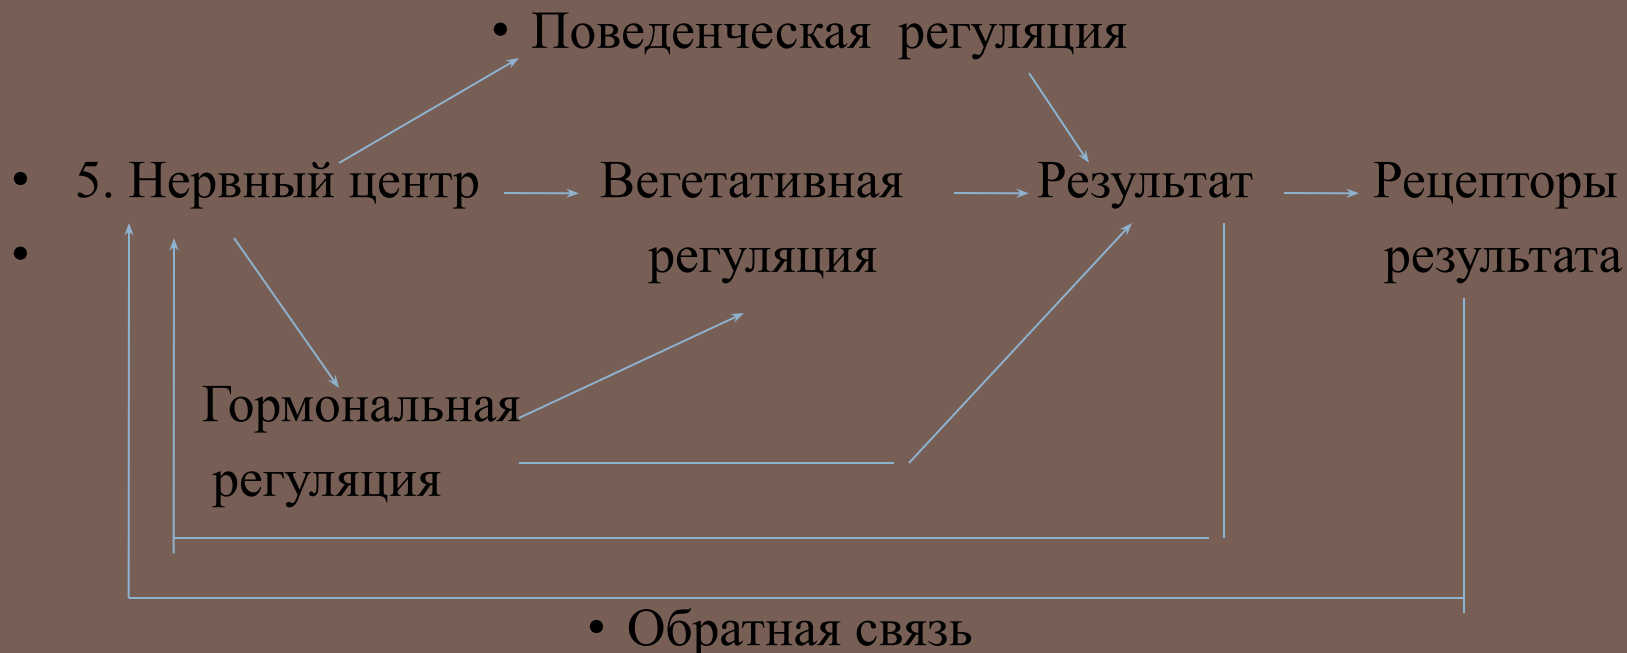 • Поведенческая регуляция
• 5. Нервный центр Вегетативная Результат Рецепторы
• регуляция результата
Гормональная
регуляция
• Обратная связь